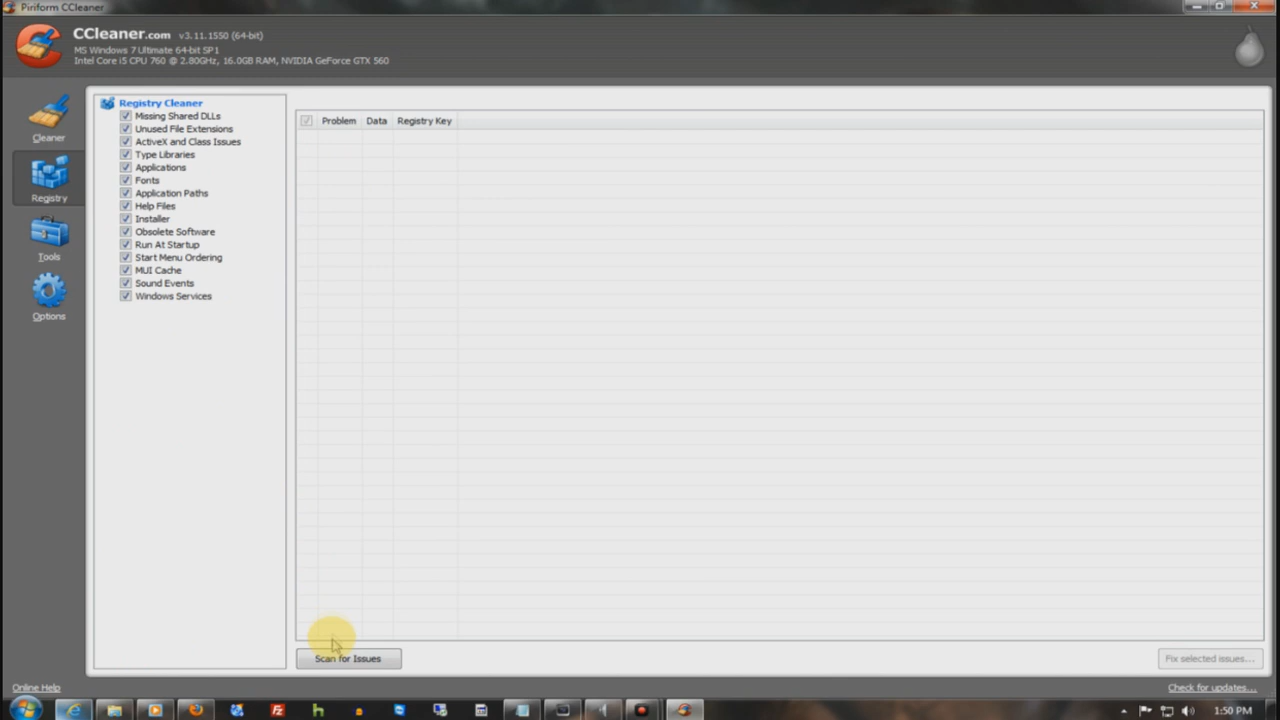 Piriform CCleaner
CCleaner.com v3.11.1550 (64-bit)
MS Windows 7 Ultimate 64-bit SP1
Intel Core i5 CPU 760 @ 2.80GHz, 16.0GB RAM, NVIDIA GeForce GTX 560
Cleaner
Registry
Tools
Options
Registry Cleaner
Missing Shared DLLs
Unused File Extensions
ActiveX and Class Issues
Type Libraries
Applications
Fonts
Application Paths
Help Files
Installer
Obsolete Software
Run At Startup
Start Menu Ordering
MUI Cache
Sound Events
Windows Services
Problem Data Registry Key
Scan for Issues
Fix selected issues...
Online Help
Check for updates...
1:50 PM